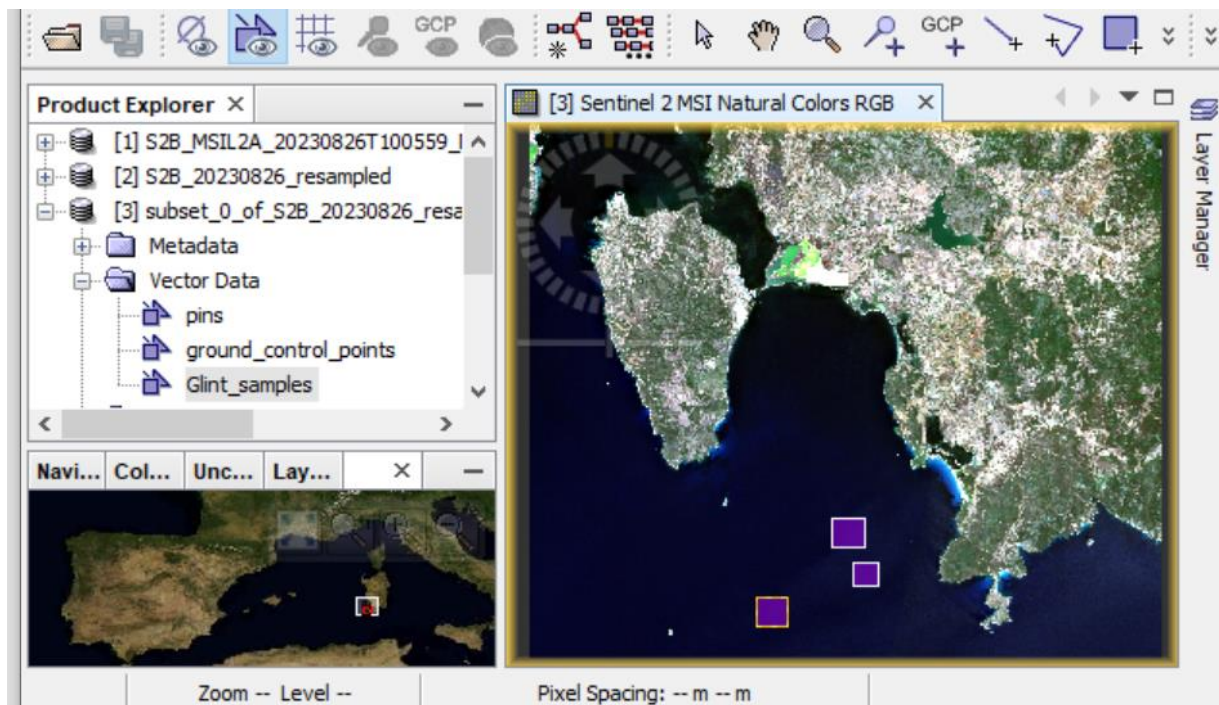 GCP
GCP
Product Explorer
[3] Sentinel 2 MSI Natural Colors RGB
[1] S2B_MSIL2A_20230826T100559_
[2] S2B_20230826_resampled
[3] subset_0_of_S2B_20230826_resa
Metadata
Vector Data
pins
ground_control_points
Glint_samples
Layer Manager
Navi... Col... Unc... Lay...
Zoom -- Level --
Pixel Spacing: -- m -- m